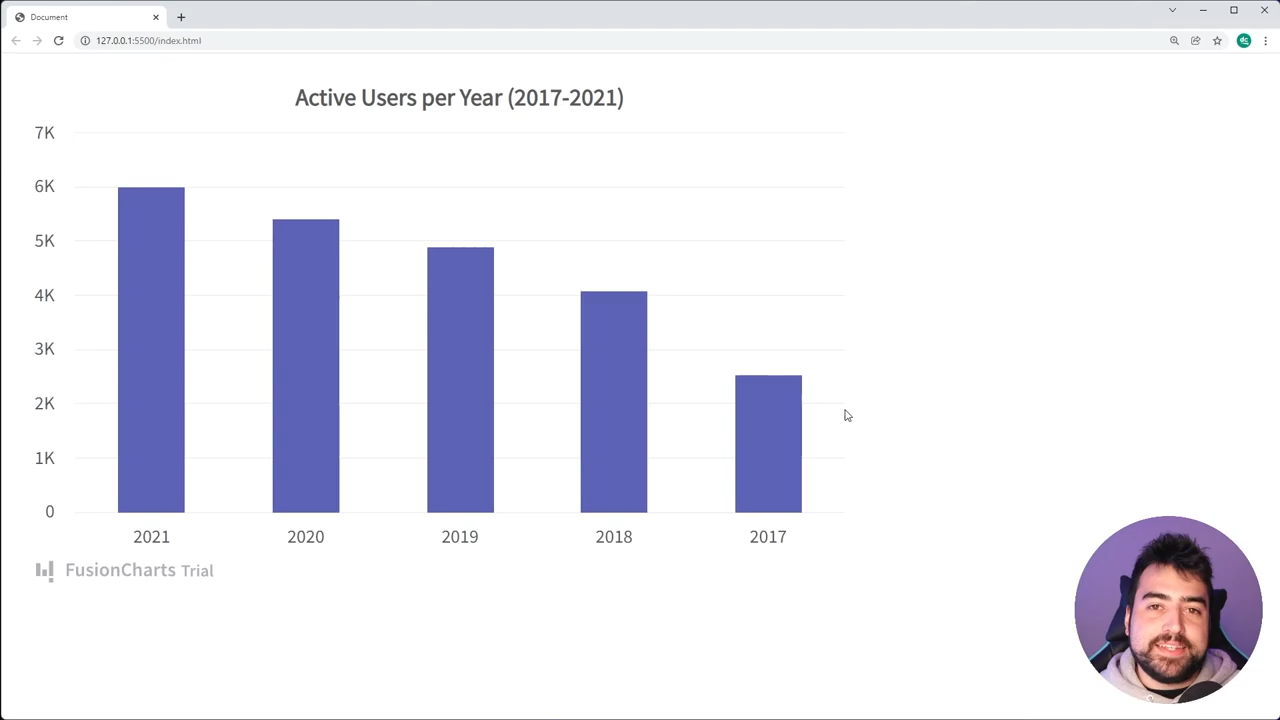 Document
127.0.0.1:5500/index.html
dc
Active Users per Year (2017-2021)
7K
6K
5K
4K
3K
2K
1K
0
2021 2020 2019 2018 2017
FusionCharts Trial